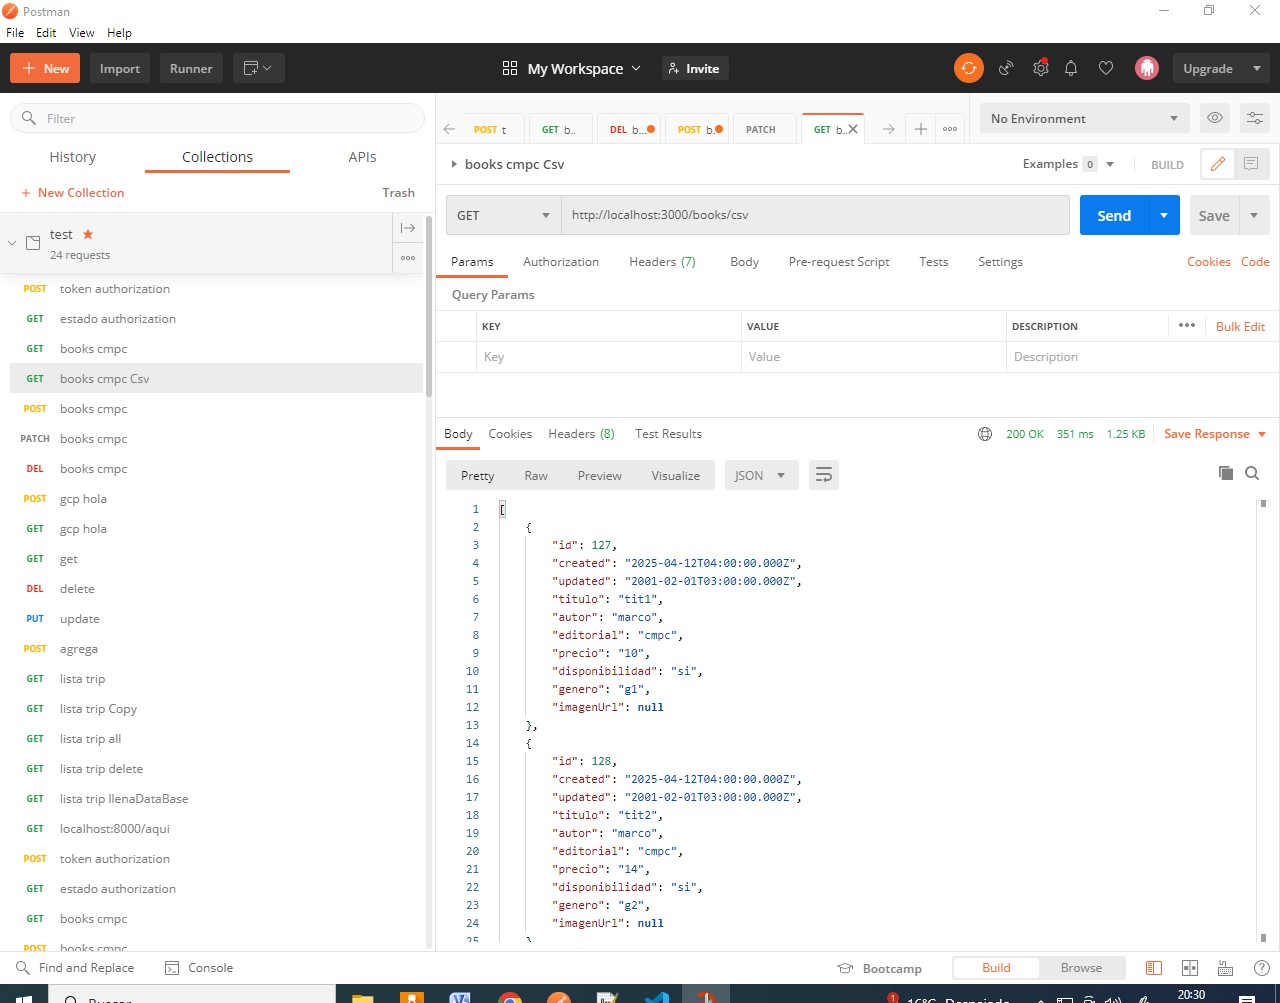 Postman
File Edit View Help
New Import Runner My Workspace Invite Upgrade
Filter
History Collections APIs
+ New Collection Trash
test
24 requests
POST token authorization
GET estado authorization
GET books cmpc
GET books cmpc Csv
POST books cmpc
PATCH books cmpc
DEL books cmpc
POST gcp hola
GET gcp hola
GET get
DEL delete
PUT update
POST agrega
GET lista trip
GET lista trip Copy
GET lista trip all
GET lista trip delete
GET lista trip llenaDataBase
GET localhost:8000/aqui
POST token authorization
GET estado authorization
GET books cmpc
POST books cmpc
POST t GET b.. DEL b... POST b. PATCH GET b.. No Environment
books cmpc Csv Examples 0 BUILD
GET http://localhost:3000/books/csv Send Save
Params Authorization Headers (7) Body Pre-request Script Tests Settings Cookies Code
Query Params
KEY VALUE DESCRIPTION Bulk Edit
Key Value Description
Body Cookies Headers (8) Test Results 200 OK 351 ms 1.25 KB Save Response
Pretty Raw Preview Visualize JSON
1 [
2 {
3 "id": 127,
4 "created": "2025-04-12T04:00:00.000Z",
5 "updated": "2001-02-01T03:00:00.000Z",
6 "titulo": "tit1",
7 "autor": "marco",
8 "editorial": "cmpc",
9 "precio": "10",
10 "disponibilidad": "si",
11 "genero": "g1",
12 "imagenUrl": null
13 },
14 {
15 "id": 128,
16 "created": "2025-04-12T04:00:00.000Z",
17 "updated": "2001-02-01T03:00:00.000Z",
18 "titulo": "tit2",
19 "autor": "marco",
20 "editorial": "cmpc",
21 "precio": "14",
22 "disponibilidad": "si",
23 "genero": "g2",
24 "imagenUrl": null
25 }
Find and Replace Console Bootcamp Build Browse
Buscar 1 16°C 20:30